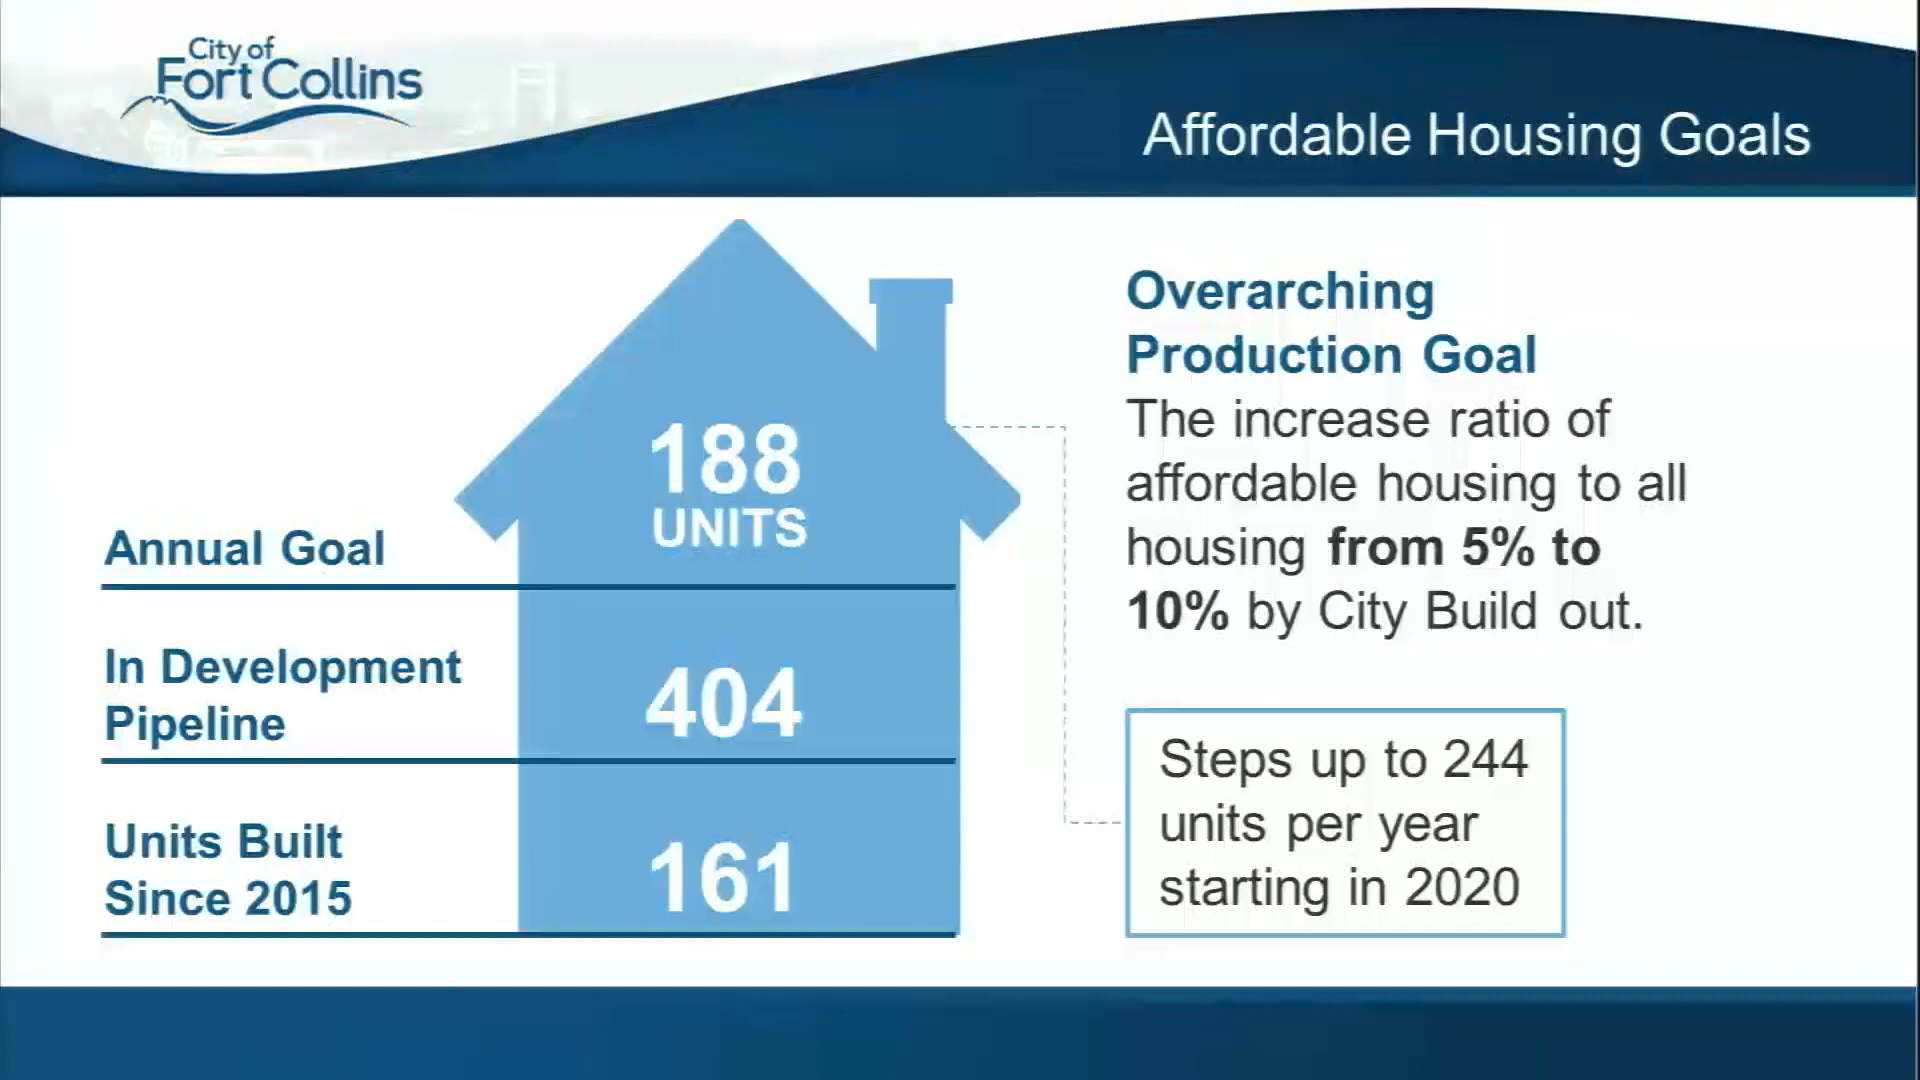 City of
Fort Collins
Affordable Housing Goals
188
UNITS
Annual Goal
In Development
Pipeline
404
Units Built
Since 2015
161
Overarching
Production Goal
The increase ratio of
affordable housing to all
housing from 5% to
10% by City Build out.
Steps up to 244
units per year
starting in 2020